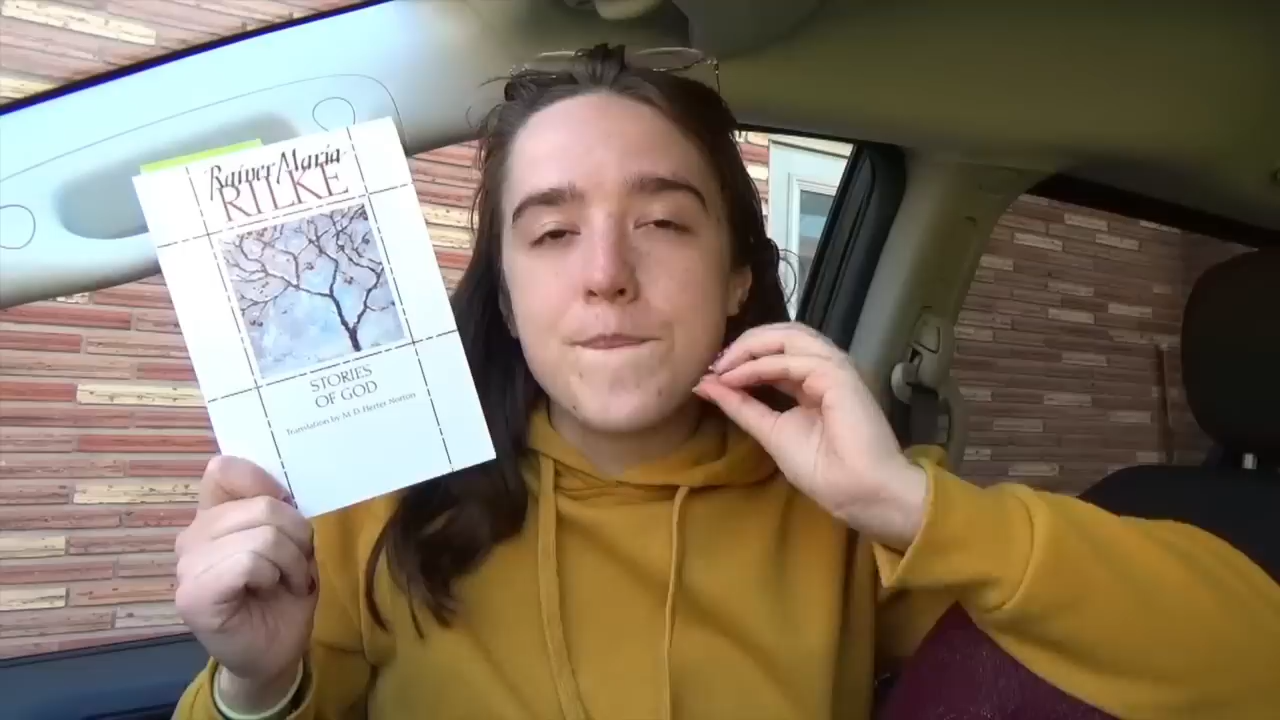 Rainer Maria
RILKE
STORIES
OF GOD
Translation by M. D. Herter Norton